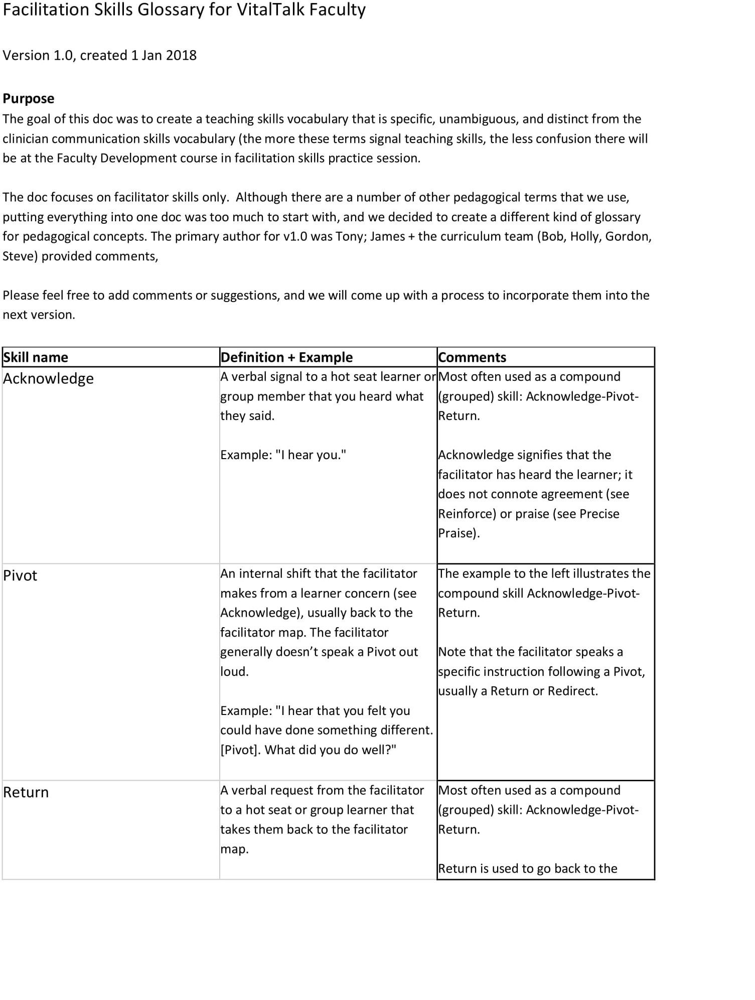 Facilitation Skills Glossary for VitalTalk Faculty
Version 1.0, created 1 Jan 2018
Purpose
The goal of this doc was to create a teaching skills vocabulary that is specific, unambiguous, and distinct from the
clinician communication skills vocabulary (the more these terms signal teaching skills, the less confusion there will
be at the Faculty Development course in facilitation skills practice session.
The doc focuses on facilitator skills only.  Although there are a number of other pedagogical terms that we use,
putting everything into one doc was too much to start with, and we decided to create a different kind of glossary
for pedagogical concepts. The primary author for v1.0 was Tony; James + the curriculum team (Bob, Holly, Gordon,
Steve) provided comments,
Please feel free to add comments or suggestions, and we will come up with a process to incorporate them into the
next version.
Skill name
Definition + Example
Comments
Acknowledge
A verbal signal to a hot seat learner or
group member that you heard what
they said.
Example: "I hear you."
Most often used as a compound
(grouped) skill: Acknowledge-Pivot-
Return.
Acknowledge signifies that the
facilitator has heard the learner; it
does not connote agreement (see
Reinforce) or praise (see Precise
Praise).
Pivot
An internal shift that the facilitator
makes from a learner concern (see
Acknowledge), usually back to the
facilitator map. The facilitator
generally doesn’t speak a Pivot out
loud.
Example: "I hear that you felt you
could have done something different.
[Pivot]. What did you do well?"
The example to the left illustrates the
compound skill Acknowledge-Pivot-
Return.
Note that the facilitator speaks a
specific instruction following a Pivot,
usually a Return or Redirect.
Return
A verbal request from the facilitator
to a hot seat or group learner that
takes them back to the facilitator
map.
Most often used as a compound
(grouped) skill: Acknowledge-Pivot-
Return.
Return is used to go back to the